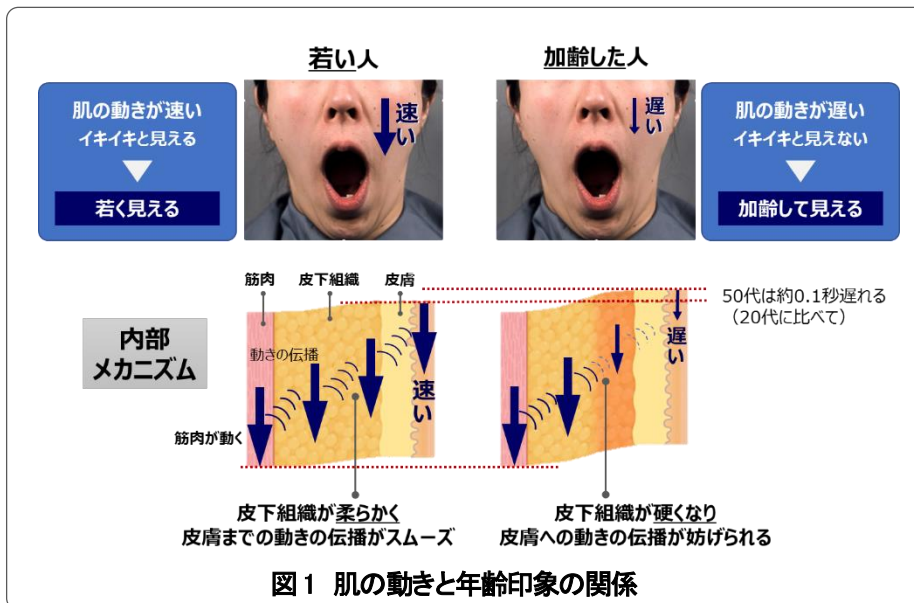 若い人
加齢した人
肌の動きが速い
イキイキと見える
若く見える
速い
遅い
肌の動きが遅い
イキイキと見えない
加齢して見える
筋肉
皮下組織
皮膚
50代は約0.1秒遅れる
（20代に比べて）
内部
メカニズム
動きの伝播
速い
遅い
筋肉が動く
皮下組織が柔らかく
皮膚までの動きの伝播がスムーズ
皮下組織が硬くなり
皮膚への動きの伝播が妨げられる
図1 肌の動きと年齢印象の関係